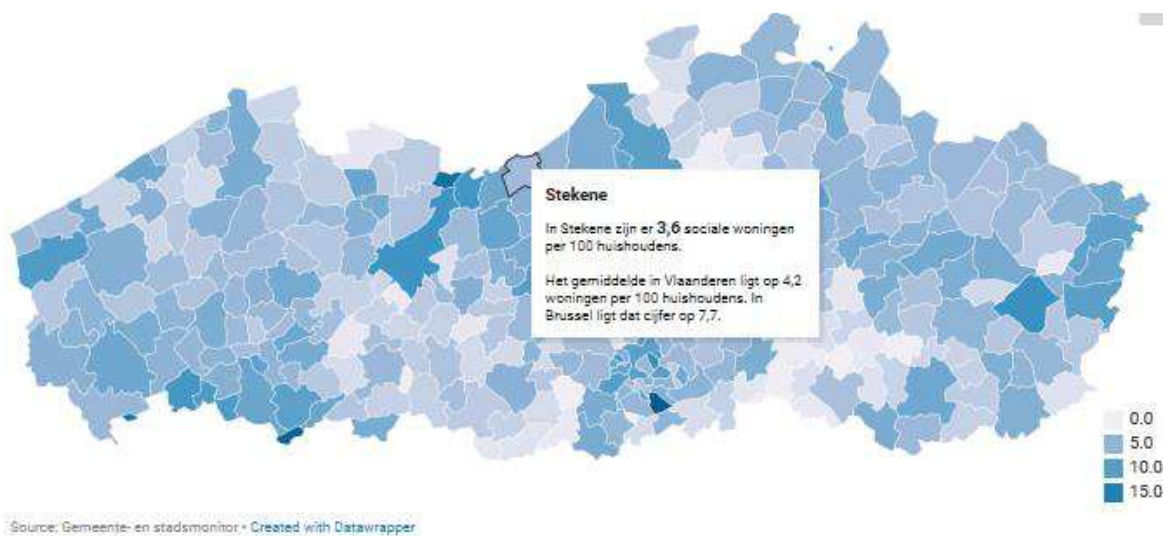 Stekene
In Stekene zijn er 3,6 sociale woningen
per 100 huishoudens.
Het gemiddelde in Vlaanderen ligt op 4,2
woningen per 100 huishoudens. In
Brussel ligt dat cijfer op 7,7.
0.0
5.0
10.0
15.0
Source: Gemeente- en stadsmonitor • Created with Datawrapper